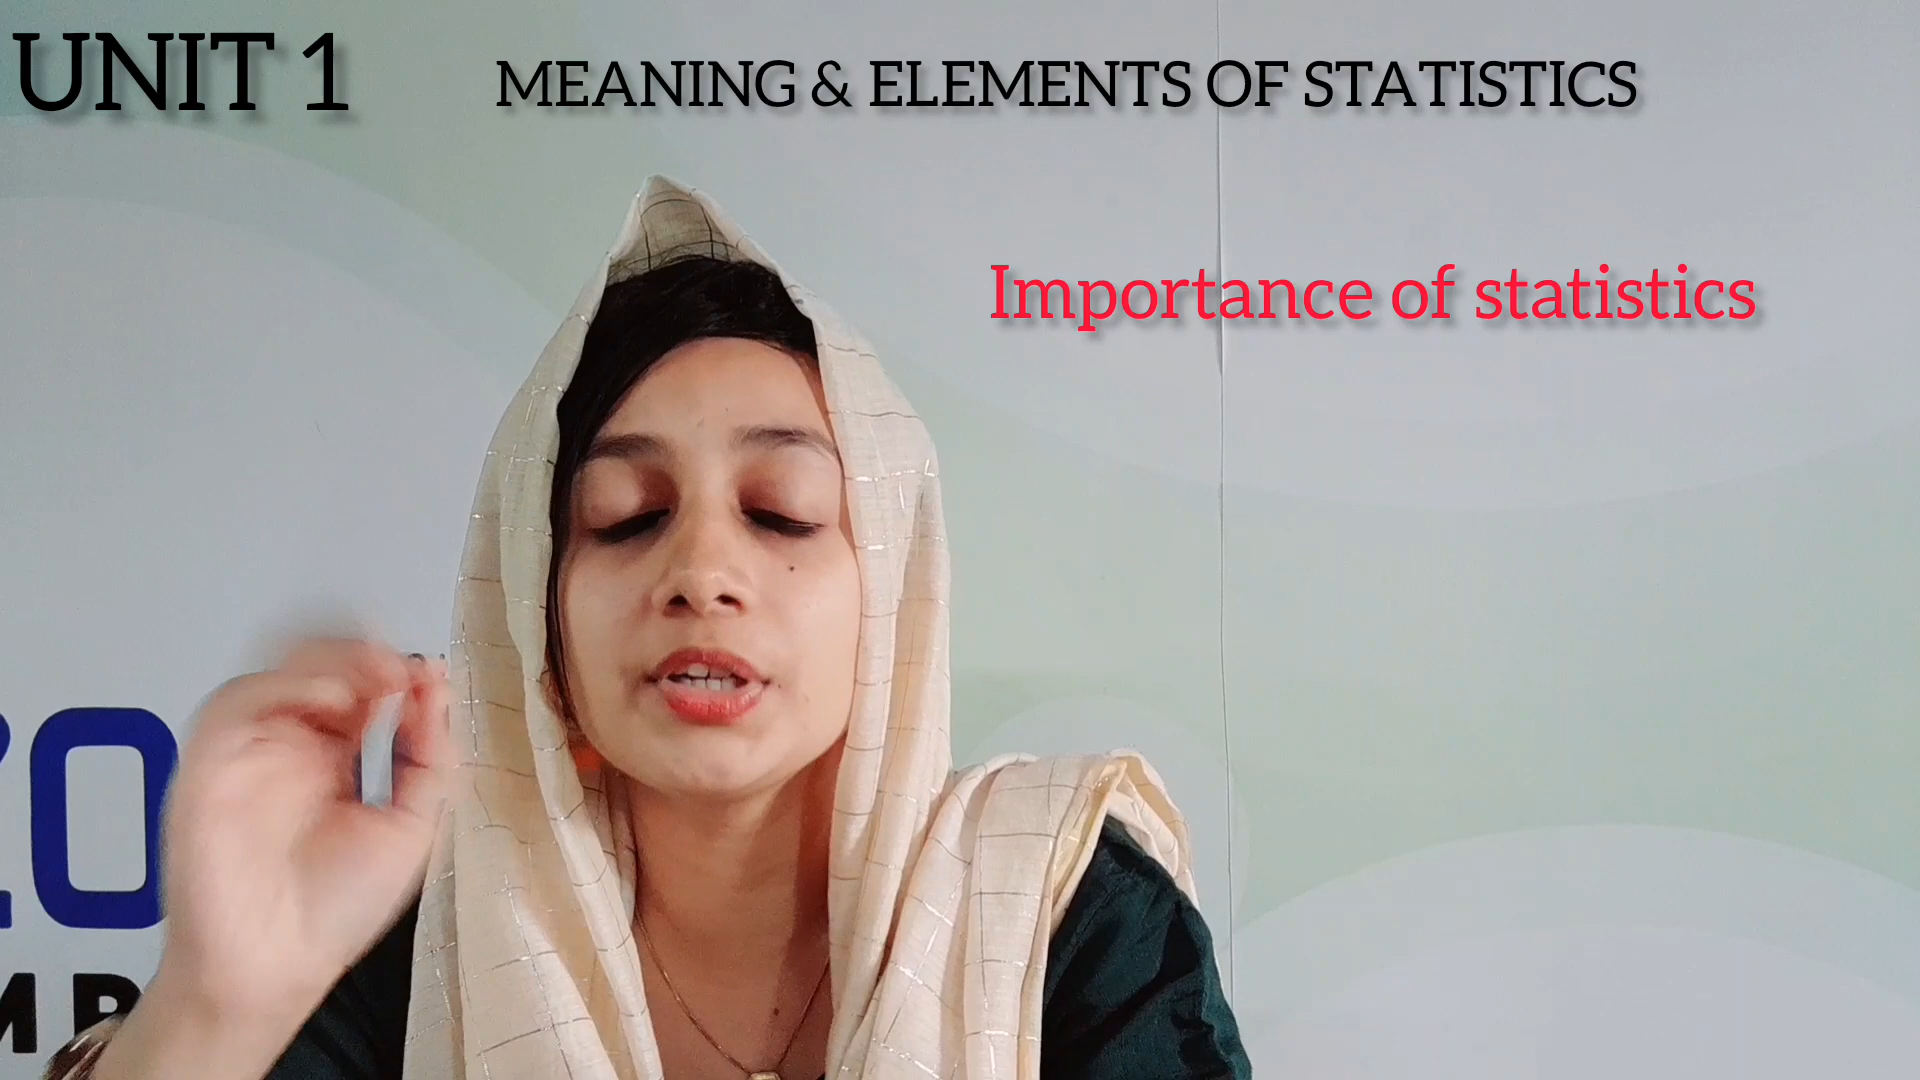 UNIT 1
MEANING & ELEMENTS OF STATISTICS
Importance of statistics